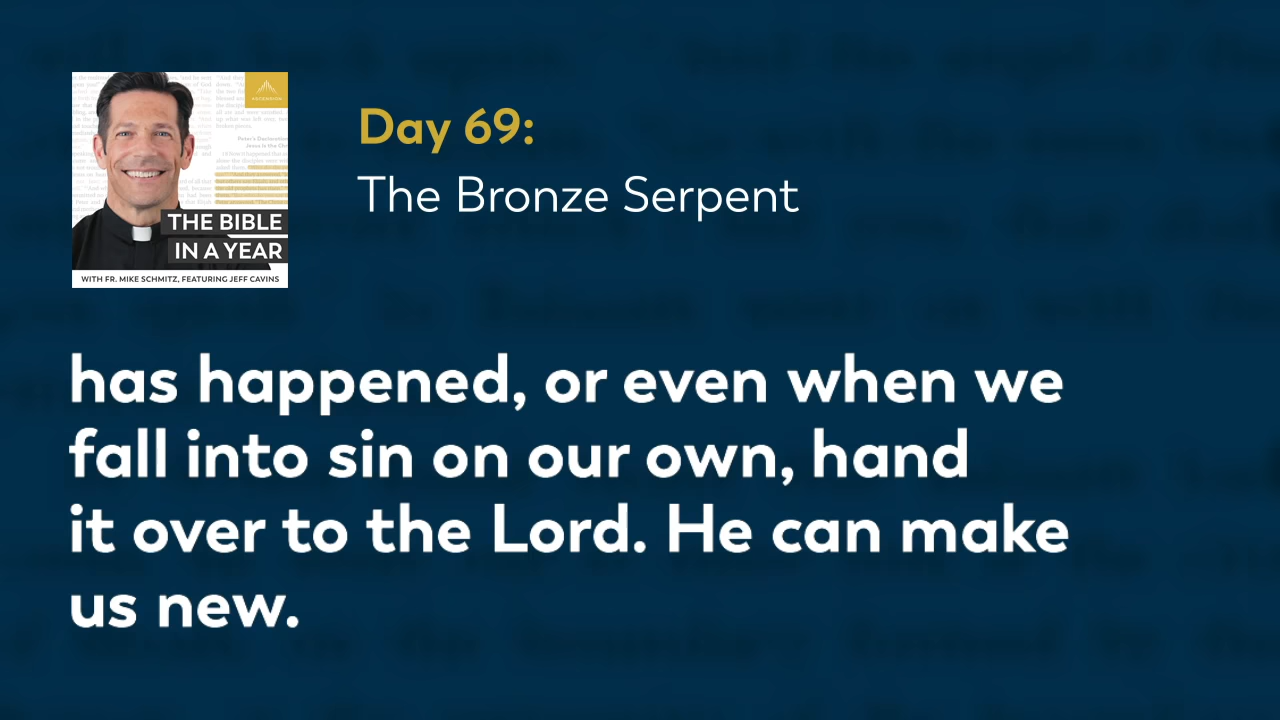 ASCENSION
THE BIBLE
IN A YEAR
WITH FR. MIKE SCHMITZ, FEATURING JEFF CAVINS
Day 69:
The Bronze Serpent
has happened, or even when we
fall into sin on our own, hand
it over to the Lord. He can make
us new.